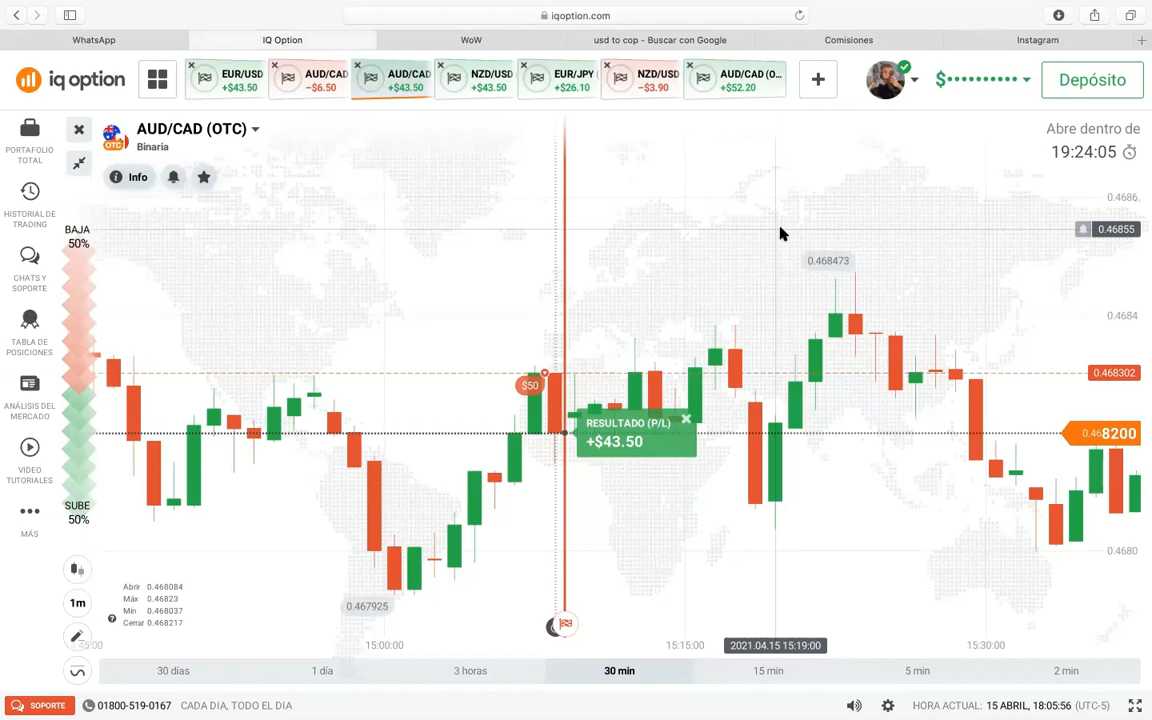 iqoption.com
WhatsApp
IQ Option
WoW
usd to cop - Buscar con Google
Comisiones
Instagram
iq option
EUR/USD
+$43.50
AUD/CAD
−$6.50
AUD/CAD
+$43.50
NZD/USD
+$43.50
EUR/JPY (
+$26.10
NZD/USD
−$3.90
AUD/CAD (O...
+$52.20
Depósito
PORTAFOLIO
TOTAL
HISTORIAL DE
TRADING
CHATS Y
SOPORTE
TABLA DE
POSICIONES
ANÁLISIS DEL
MERCADO
VIDEO
TUTORIALES
MÁS
OTC
AUD/CAD (OTC)
Binaria
Info
Abre dentro de
19:24:05
BAJA
50%
SUBE
50%
0.4686
0.46855
0.468473
0.4684
0.468302
$50
RESULTADO (P/L)
+$43.50
0.468200
0.4680
0.467925
1m
Abrir 0.468084
Máx 0.46823
Mín 0.468037
Cerrar 0.468217
45:00
15:00:00
15:15:00
2021.04.15 15:19:00
15:30:00
30 días
1 día
3 horas
30 min
15 min
5 min
2 min
SOPORTE
01800-519-0167
CADA DIA, TODO EL DIA
HORA ACTUAL: 15 ABRIL, 18:05:56 (UTC-5)